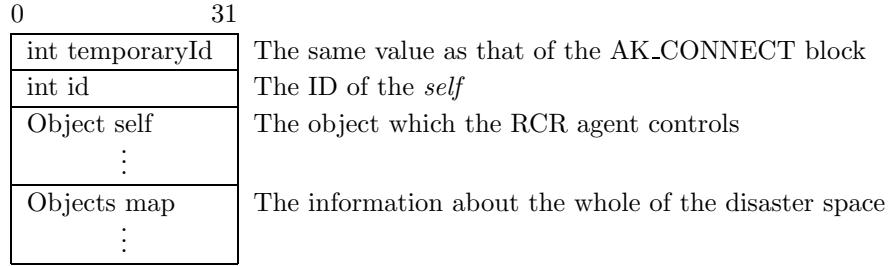 0 31
int temporaryId The same value as that of the AK_CONNECT block
int id The ID of the self
Object self The object which the RCR agent controls
⋮
Objects map The information about the whole of the disaster space
⋮